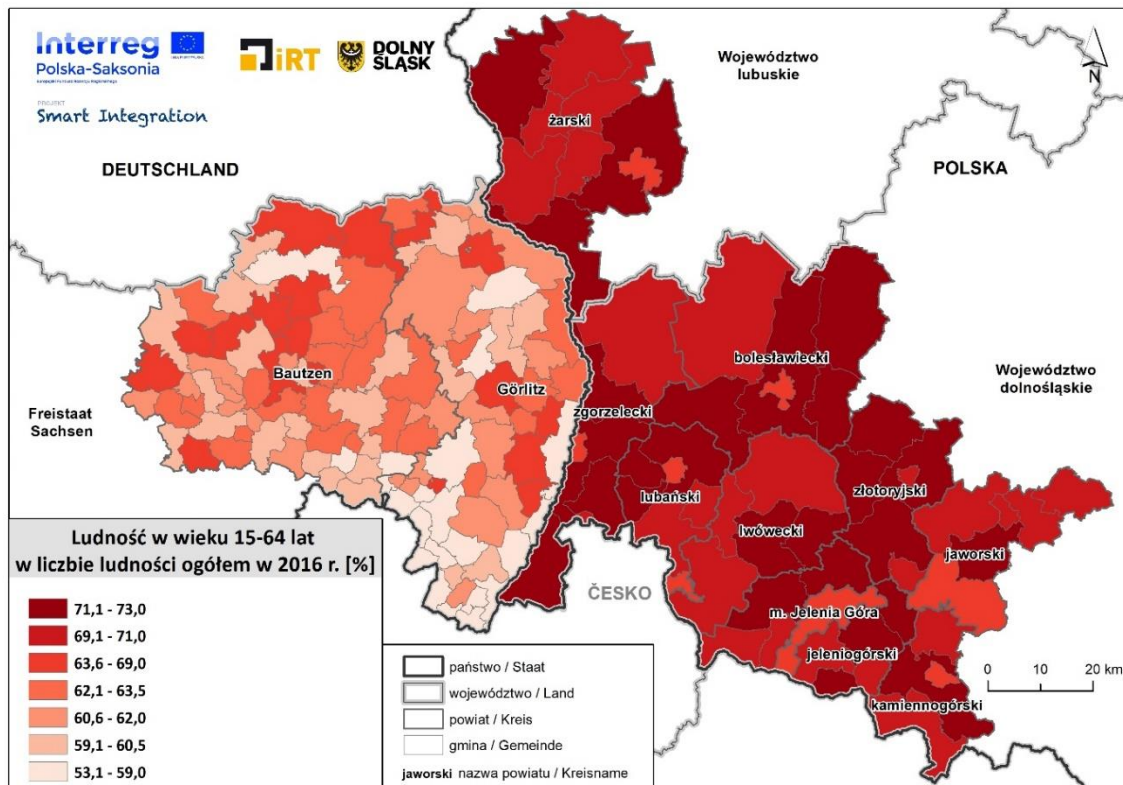 Interreg
Polska-Saksonia
iRT
DOLNY
ŚLĄSK
PROJEKT
Smart Integration
Województwo
lubuskie
N
żarski
DEUTSCHLAND
POLSKA
Bautzen
Görlitz
bolesławiecki
Województwo
dolnośląskie
Freistaat
Sachsen
zgorzelecki
lubański
złotoryjski
lwówecki
jaworski
ČESKO
m. Jelenia Góra
jeleniogórski
kamiennogórski
0 10 20 km
Ludność w wieku 15-64 lat
w liczbie ludności ogółem w 2016 r. [%]
71,1 - 73,0
69,1 - 71,0
63,6 - 69,0
62,1 - 63,5
60,6 - 62,0
59,1 - 60,5
53,1 - 59,0
państwo / Staat
województwo / Land
powiat / Kreis
gmina / Gemeinde
jaworski nazwa powiatu / Kreisname